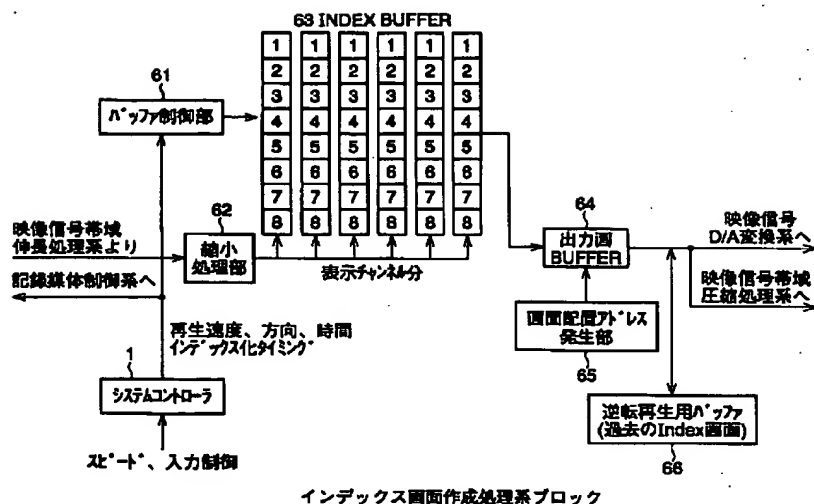 63 INDEX BUFFER
1 1 1 1 1 1
2 2 2 2 2 2
3 3 3 3 3 3
4 4 4 4 4 4
5 5 5 5 5 5
6 6 6 6 6 6
7 7 7 7 7 7
8 8 8 8 8 8
61
バッファ制御部
映像信号帯域
伸長処理系より
62
縮小
処理部
表示チャンネル分
記録媒体制御系へ
再生速度、方向、時間
インデックス化タイミング
1
システムコントローラ
スピード、入力制御
64
出力画
BUFFER
映像信号
D/A変換系へ
映像信号帯域
圧縮処理系へ
画面配置アドレス
発生部
65
逆転再生用バッファ
(過去のIndex画面)
66
インデックス画面作成処理系ブロック